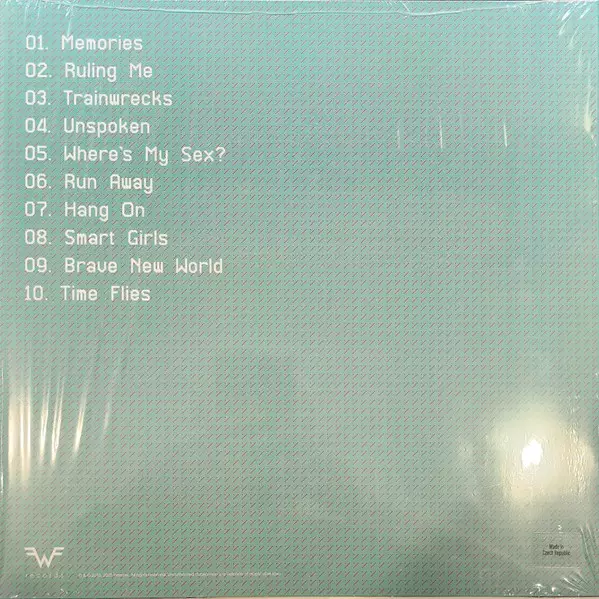 01. Memories
02. Ruling Me
03. Trainwrecks
04. Unspoken
05. Where's My Sex?
06. Run Away
07. Hang On
08. Smart Girls
09. Brave New World
10. Time Flies
W
records
Made in
Czech Republic